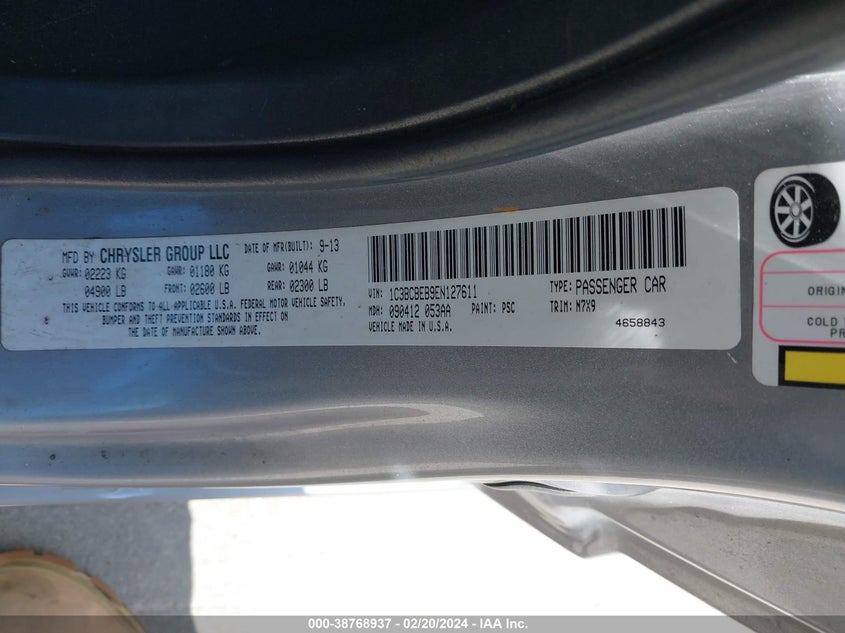 MFD BY CHRYSLER GROUP LLC DATE OF MFR(BUILT): 9-13
GVWR: 02223 KG GAWR: 01180 KG GAWR: 01044 KG
04900 LB FRONT: 02600 LB REAR: 02300 LB
THIS VEHICLE CONFORMS TO ALL APPLICABLE U.S.A. FEDERAL MOTOR VEHICLE SAFETY,
BUMPER AND THEFT PREVENTION STANDARDS IN EFFECT ON
THE DATE OF MANUFACTURE SHOWN ABOVE.
VIN: 1C3BCBEB9EN127611 TYPE: PASSENGER CAR
MDH: 090412 053AA PAINT: PSC TRIM: M7X9
VEHICLE MADE IN U.S.A. 4658843
ORIGIN
COLD
PR
000-38768937 - 02/20/2024 - IAA Inc.